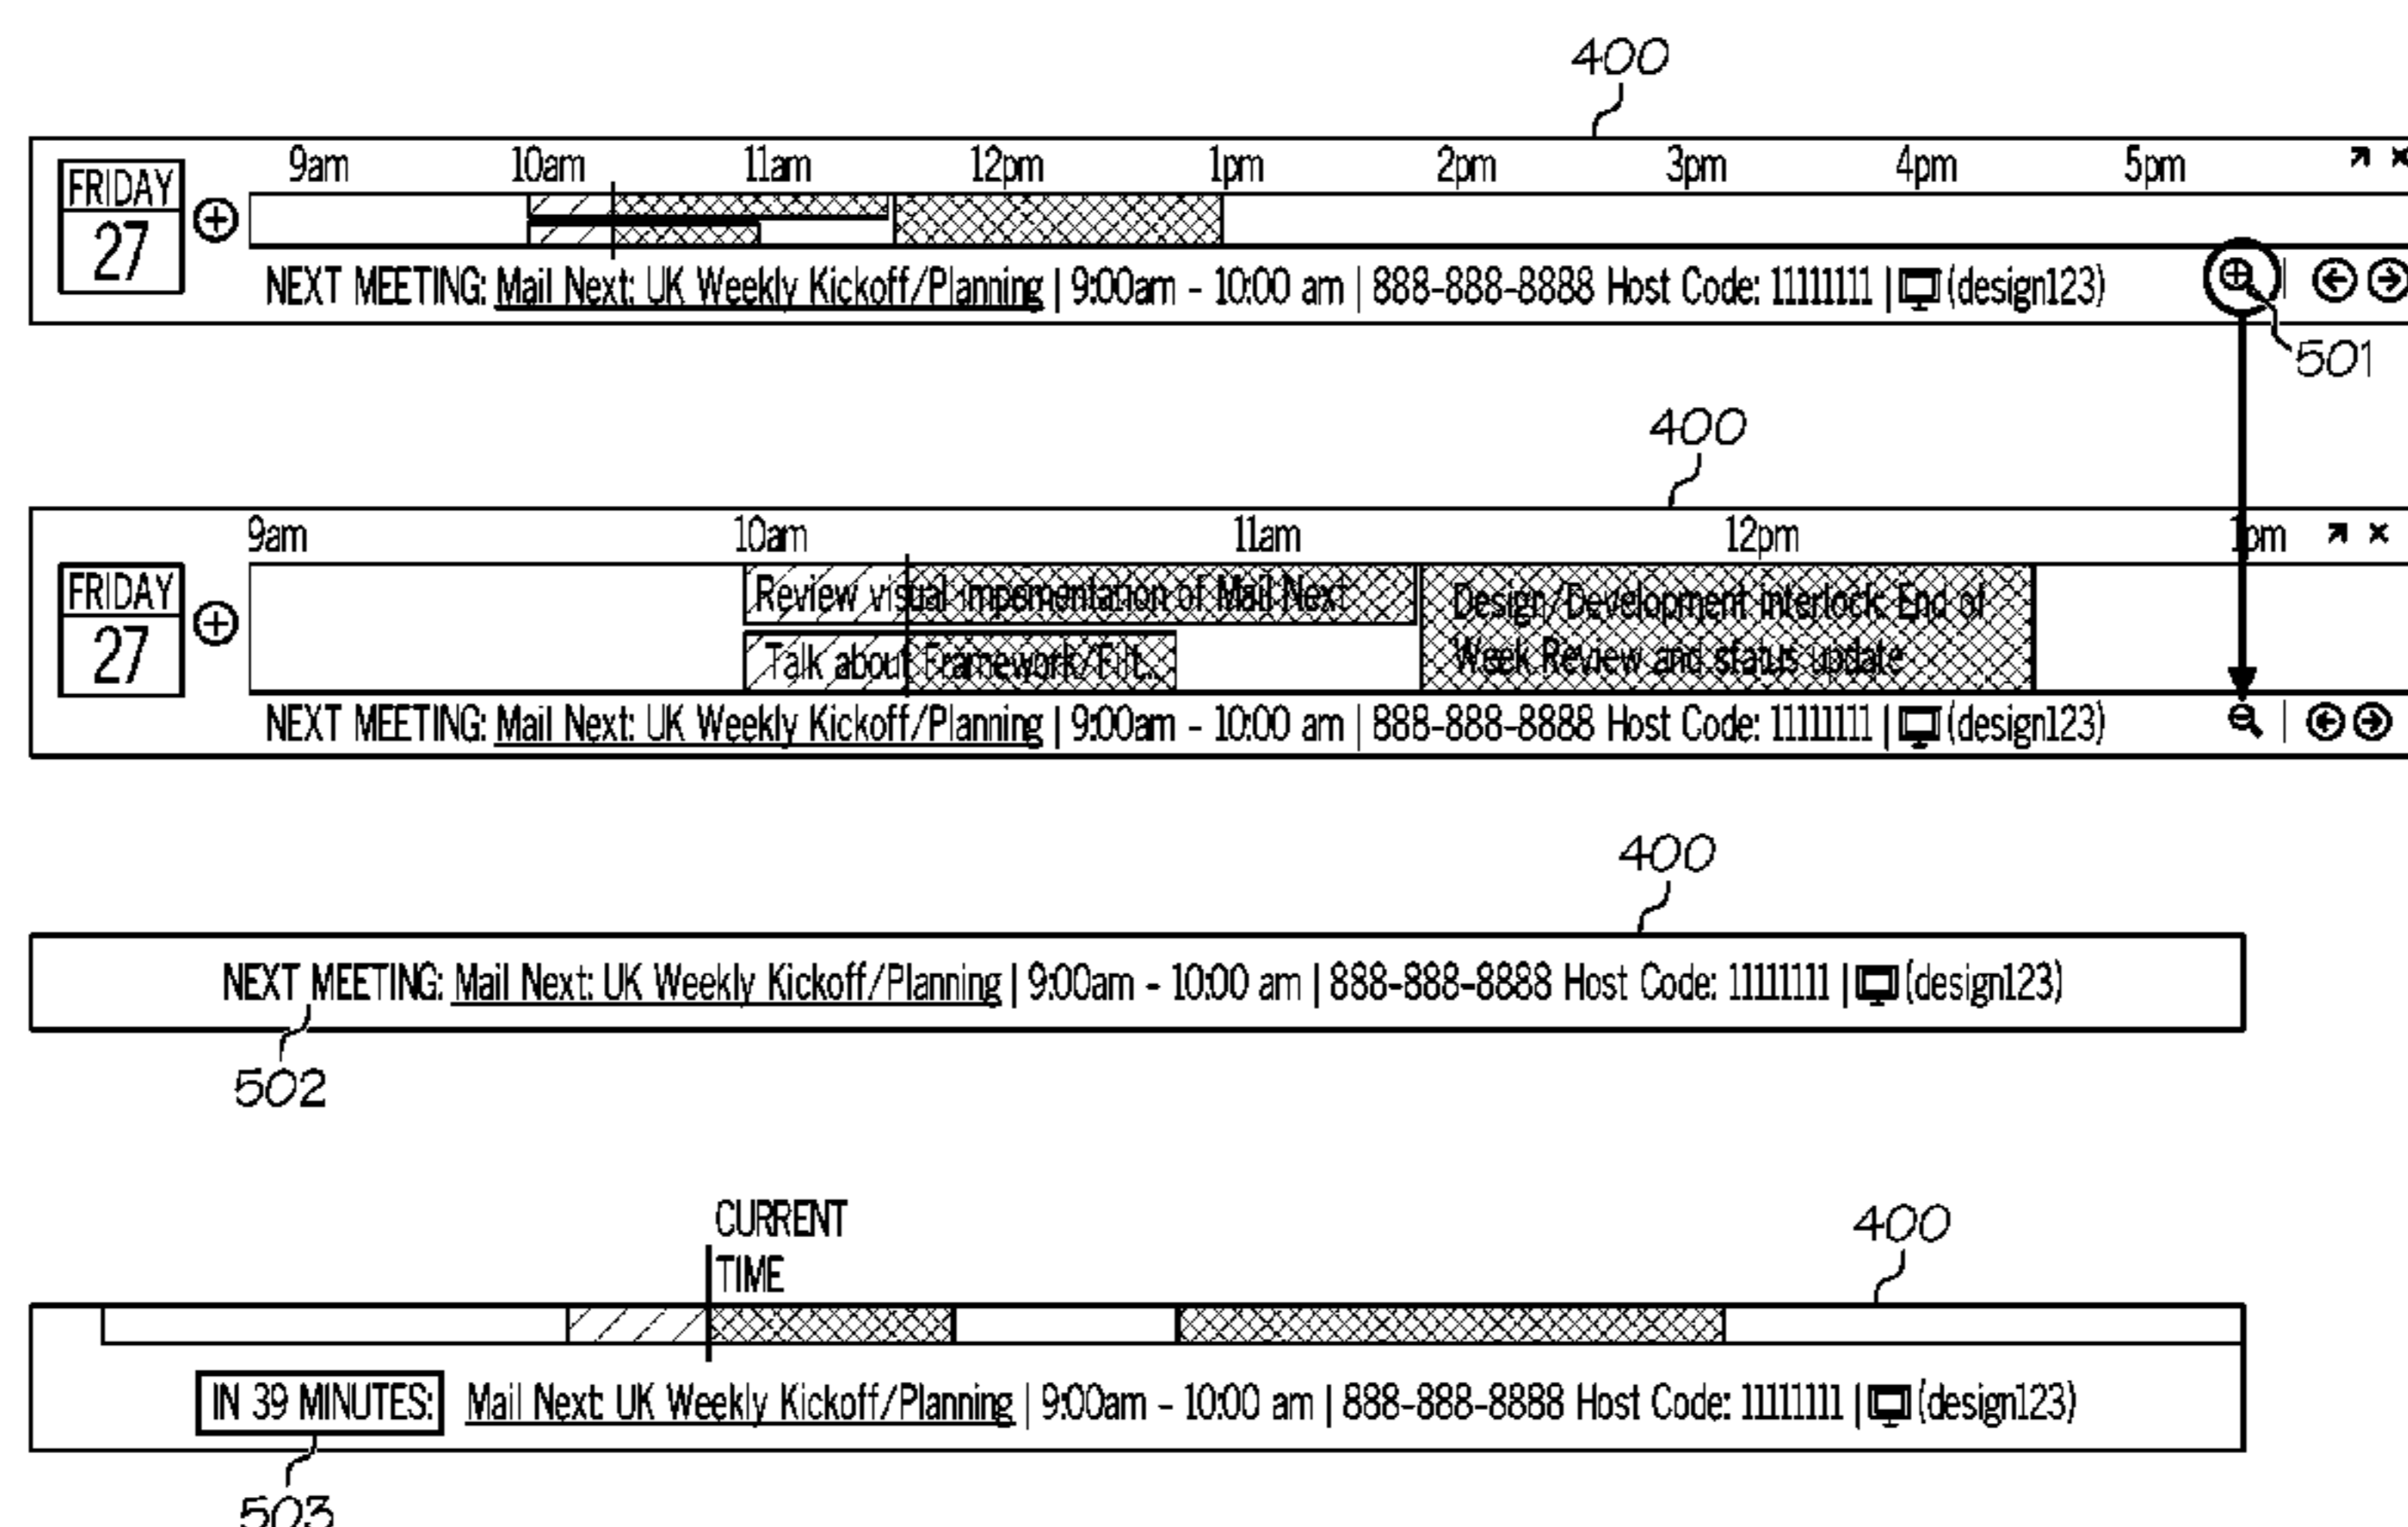 400
9am 10am 11am 12pm 1pm 2pm 3pm 4pm 5pm
FRIDAY
27
NEXT MEETING: Mail Next: UK Weekly Kickoff/Planning | 9:00am - 10:00 am | 888-888-8888 Host Code: 11111111 | (design123)
501
400
9am 10am 11am 12pm 1pm
FRIDAY
27
Review visual impementation of Mail Next
Talk about Framework/Filt...
Design/Development interlock: End of
Week Review and status update
NEXT MEETING: Mail Next: UK Weekly Kickoff/Planning | 9:00am - 10:00 am | 888-888-8888 Host Code: 11111111 | (design123)
400
NEXT MEETING: Mail Next: UK Weekly Kickoff/Planning | 9:00am - 10:00 am | 888-888-8888 Host Code: 11111111 | (design123)
502
CURRENT
TIME
400
IN 39 MINUTES: Mail Next: UK Weekly Kickoff/Planning | 9:00am - 10:00 am | 888-888-8888 Host Code: 11111111 | (design123)
503